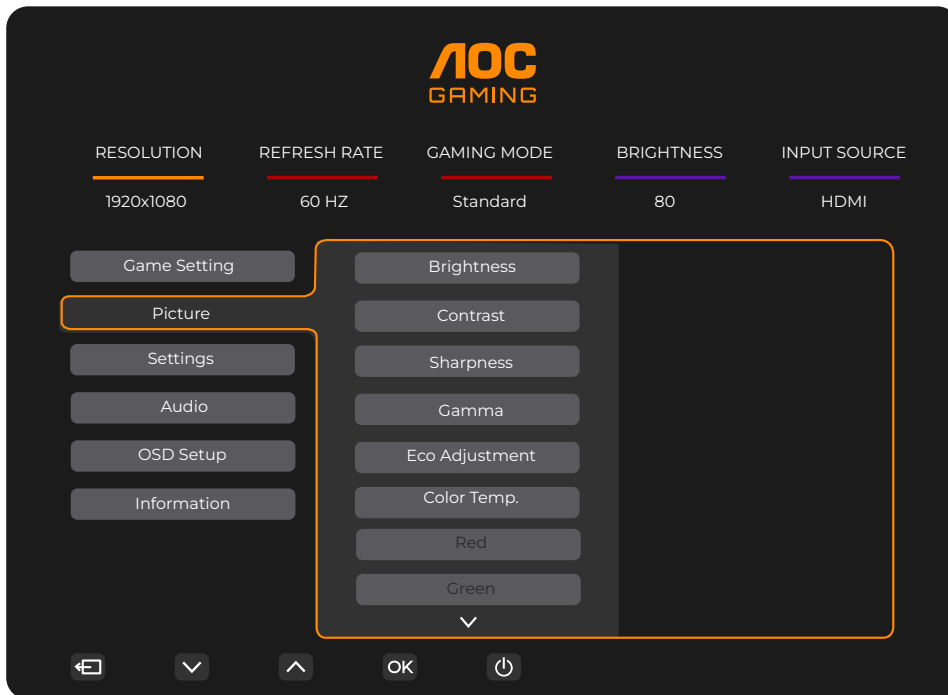 AOC
GAMING
RESOLUTION REFRESH RATE GAMING MODE BRIGHTNESS INPUT SOURCE
1920x1080 60 HZ Standard 80 HDMI
Game Setting
Picture
Settings
Audio
OSD Setup
Information
Brightness
Contrast
Sharpness
Gamma
Eco Adjustment
Color Temp.
Red
Green
OK